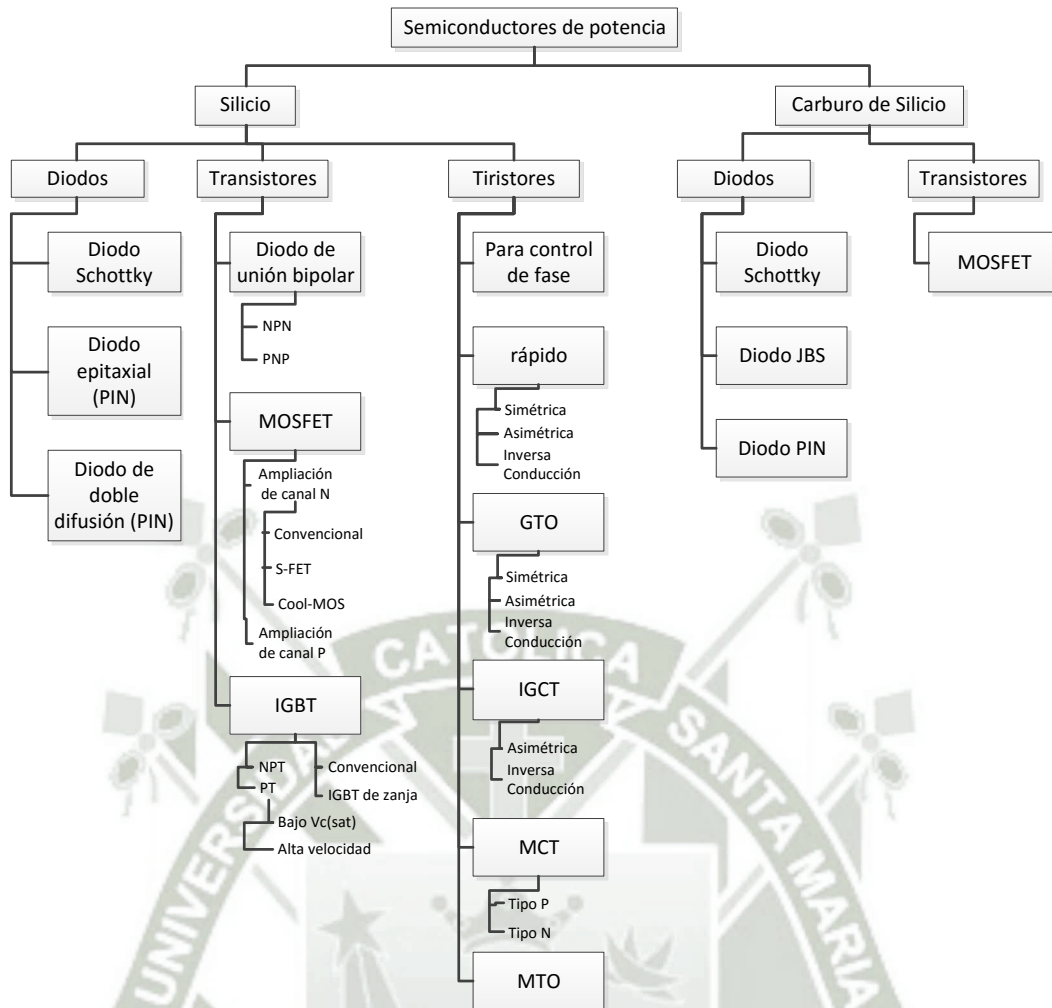 Semiconductores de potencia
Silicio
Carburo de Silicio
Diodos
Transistores
Tiristores
Diodos
Transistores
Diodo
Schottky
Diodo
epitaxial
(PIN)
Diodo de
doble
difusión (PIN)
Diodo de
unión bipolar
NPN
PNP
MOSFET
Ampliación
de canal N
Convencional
S-FET
Cool-MOS
Ampliación
de canal P
IGBT
NPT
PT
Bajo Vc(sat)
Alta velocidad
Convencional
IGBT de zanja
Para control
de fase
rápido
Simétrica
Asimétrica
Inversa
Conducción
GTO
Simétrica
Asimétrica
Inversa
Conducción
IGCT
Asimétrica
Inversa
Conducción
MCT
Tipo P
Tipo N
MTO
Diodo
Schottky
Diodo JBS
Diodo PIN
MOSFET
CATOLICA
SANTA MARIA